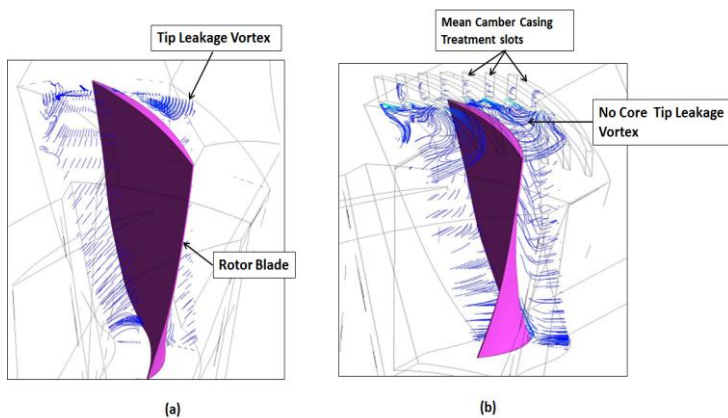 Tip Leakage Vortex
Rotor Blade
(a)
Mean Camber Casing
Treatment slots
No Core Tip Leakage
Vortex
(b)